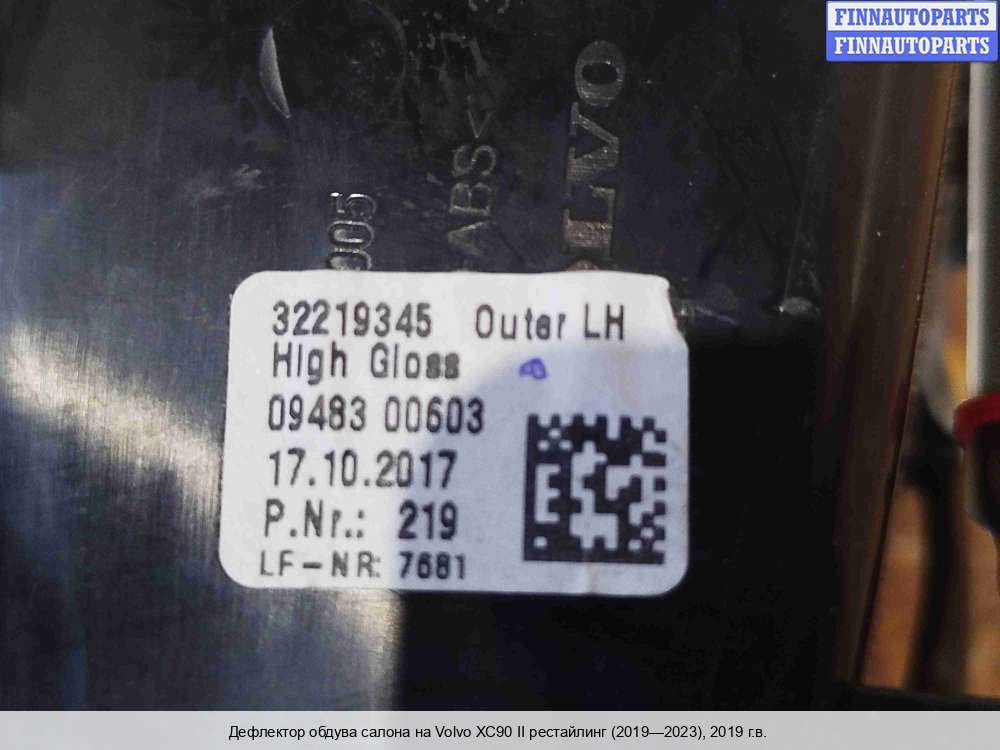 FINNAUTOPARTS
FINNAUTOPARTS
ABS<
005
32219345 Outer LH
High Gloss
09483 00603
17.10.2017
P.Nr.: 219
LF-NR: 7681
Дефлектор обдува салона на Volvo XC90 II рестайлинг (2019—2023), 2019 г.в.